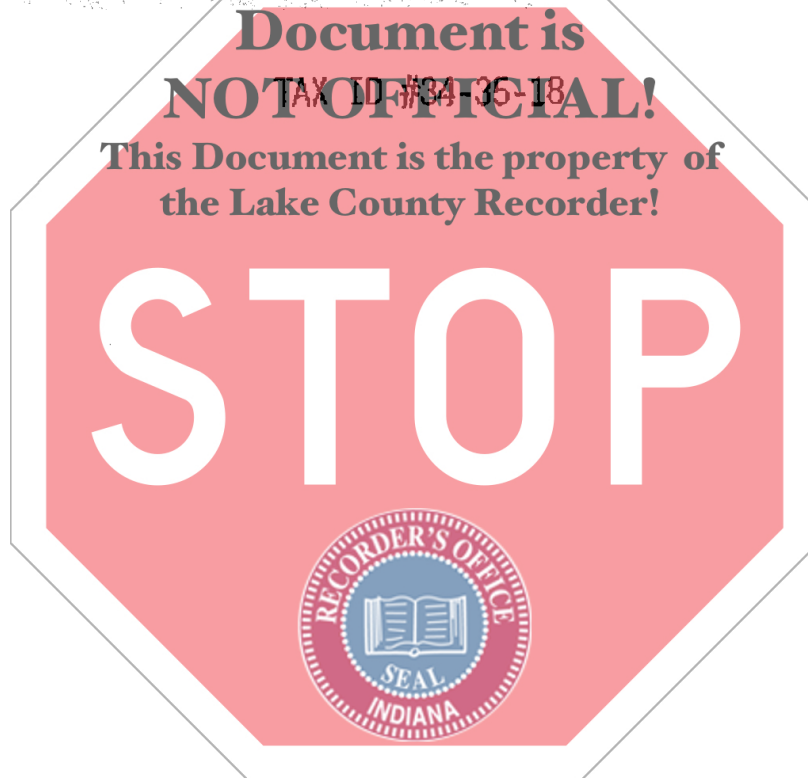 Document is
NOT OFFICIAL!
TAX ID #34-35-18
This Document is the property of
the Lake County Recorder!
STOP
RECORDER'S OFFICE
SEAL
INDIANA